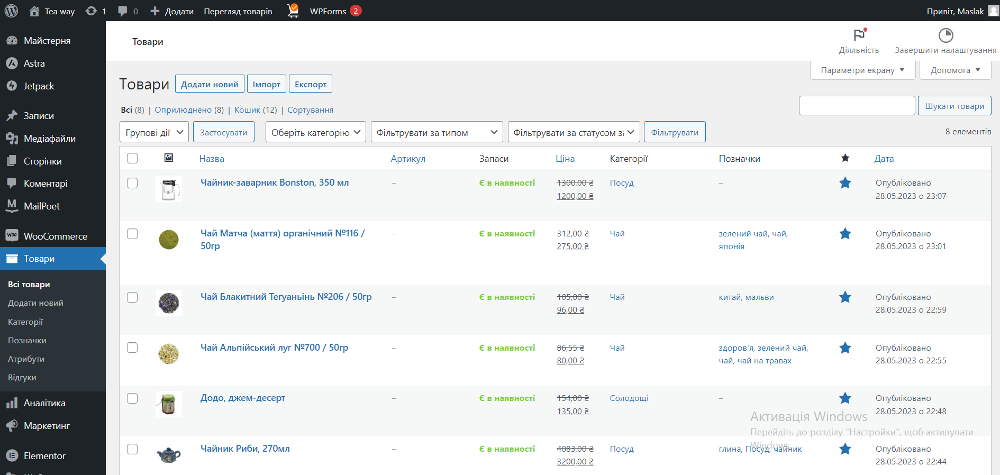 Tea way 1 0 Додати Перегляд товарів WPForms 2 Привіт, Maslak
Майстерня
Astra
Jetpack
Записи
Медіафайли
Сторінки
Коментарі
MailPoet
WooCommerce
Товари
Всі товари
Додати новий
Категорії
Позначки
Атрибути
Відгуки
Аналітика
Маркетинг
Elementor
Товари
Діяльність
Завершити налаштування
Параметри екрану
Допомога
Товари Додати новий Імпорт Експорт
Всі (8) | Оприлюднено (8) | Кошик (12) | Сортування
Шукати товари
Групові дії Застосувати Оберіть категорію Фільтрувати за типом Фільтрувати за статусом за Фільтрувати
8 елементів
Назва Артикул Запаси Ціна Категорії Позначки Дата
Чайник-заварник Bonston, 350 мл – Є в наявності 1300,00 ₴ Посуд – Опубліковано
1200,00 ₴ 28.05.2023 о 23:07
Чай Матча (маття) органічний №116 / – Є в наявності 312,00 ₴ Чай зелений чай, чай, Опубліковано
50гр 275,00 ₴ японія 28.05.2023 о 23:01
Чай Блакитний Тегуаньінь №206 / 50гр – Є в наявності 105,00 ₴ Чай китай, мальви Опубліковано
96,00 ₴ 28.05.2023 о 22:59
Чай Альпійський луг №700 / 50гр – Є в наявності 86,55 ₴ Чай здоров'я, зелений чай, Опубліковано
80,00 ₴ чай, чай на травах 28.05.2023 о 22:55
Додо, джем-десерт – Є в наявності 154,00 ₴ Солодощі – Опубліковано
135,00 ₴ 28.05.2023 о 22:48
Чайник Риби, 270мл – Є в наявності 4083,00 ₴ Посуд глина, Посуд, чайник Опубліковано
3200,00 ₴ 28.05.2023 о 22:44
Активація Windows
Перейдіть до розділу "Настройки", щоб активувати
Windows.